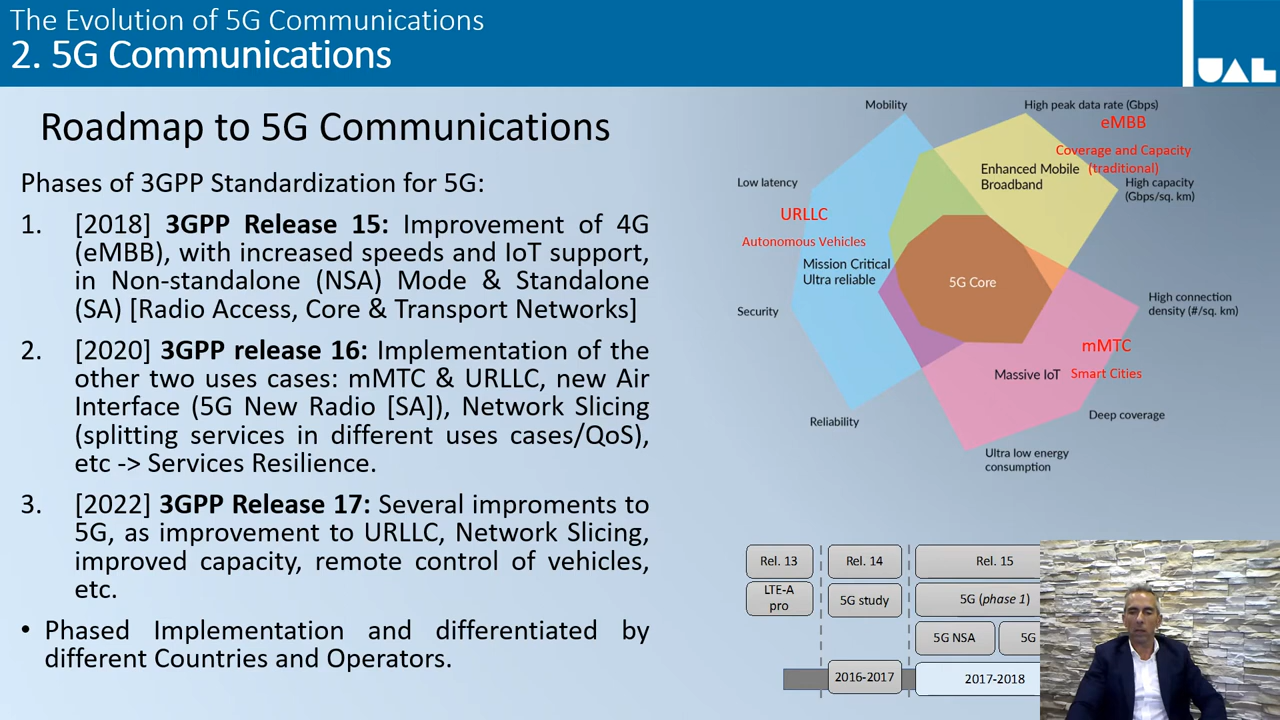 The Evolution of 5G Communications
2. 5G Communications
UAL
Roadmap to 5G Communications
Phases of 3GPP Standardization for 5G:
1. [2018] 3GPP Release 15: Improvement of 4G
(eMBB), with increased speeds and IoT support,
in Non-standalone (NSA) Mode & Standalone
(SA) [Radio Access, Core & Transport Networks]
2. [2020] 3GPP release 16: Implementation of the
other two uses cases: mMTC & URLLC, new Air
Interface (5G New Radio [SA]), Network Slicing
(splitting services in different uses cases/QoS),
etc -> Services Resilience.
3. [2022] 3GPP Release 17: Several improments to
5G, as improvement to URLLC, Network Slicing,
improved capacity, remote control of vehicles,
etc.
• Phased Implementation and differentiated by
different Countries and Operators.
Mobility
High peak data rate (Gbps)
eMBB
Coverage and Capacity
(traditional)
Enhanced Mobile
Broadband
High capacity
(Gbps/sq. km)
Low latency
URLLC
Autonomous Vehicles
Mission Critical
Ultra reliable
5G Core
Security
High connection
density (#/sq. km)
mMTC
Massive IoT
Smart Cities
Deep coverage
Reliability
Ultra low energy
consumption
Rel. 13
Rel. 14
Rel. 15
LTE-A
pro
5G study
5G (phase 1)
5G NSA
5G
2016-2017
2017-2018